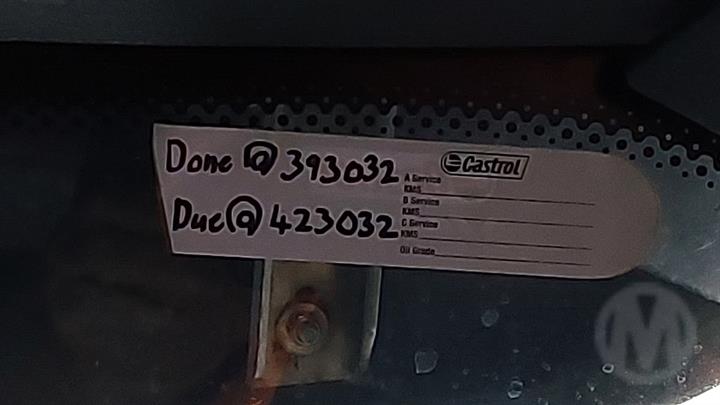 Done @ 393032
Due @ 423032
Castrol
A Service
KMS
B Service
KMS
C Service
KMS
Oil Grade
M